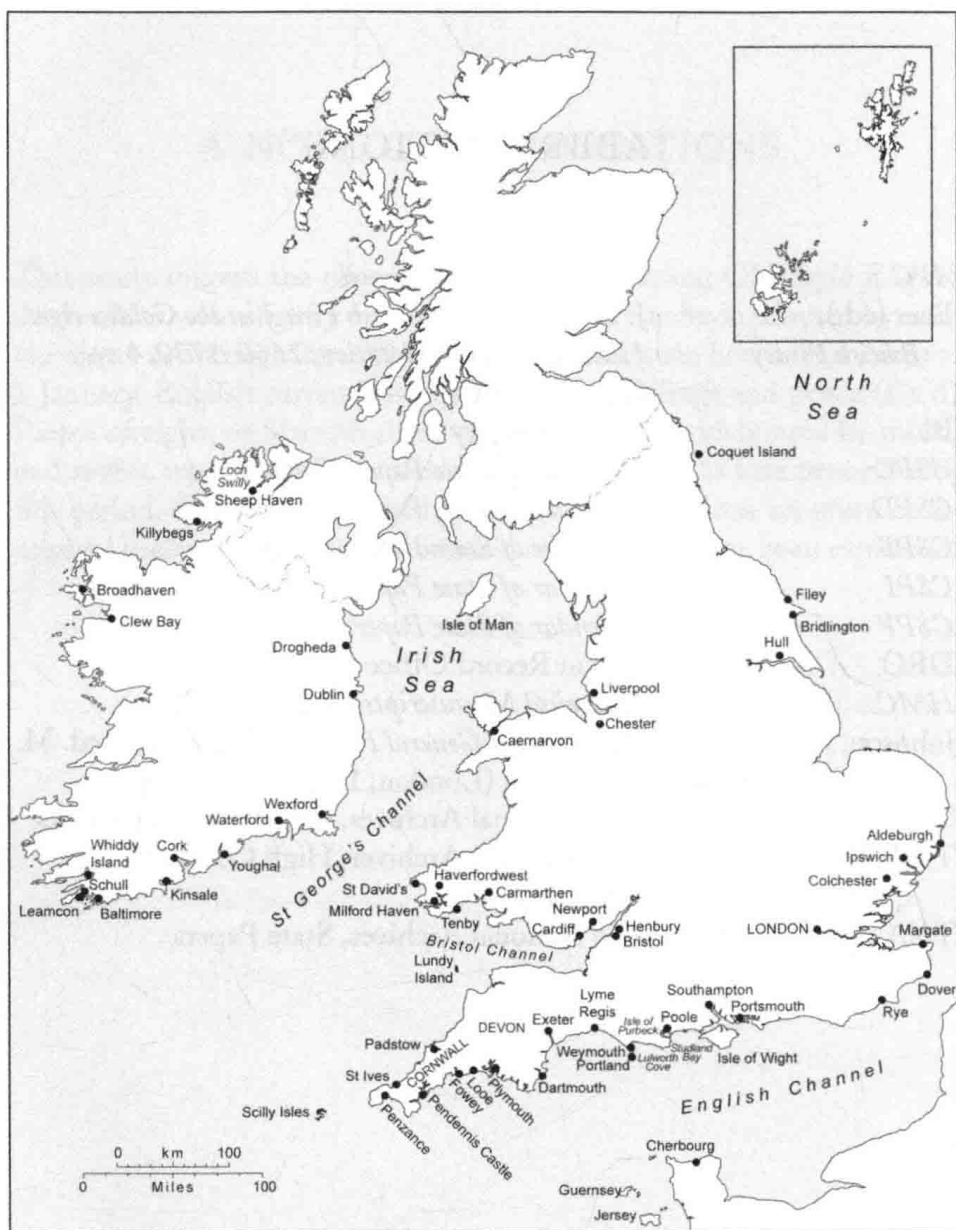 North
Sea
Coquet Island
Loch
Swilly
Sheep Haven
Killybegs
Broadhaven
Clew Bay
Isle of Man
Filey
Bridlington
Hull
Drogheda
Irish
Sea
Dublin
Liverpool
Chester
Caernarvon
Wexford
Waterford
St George's Channel
Whiddy
Island
Cork
Youghal
Schull
Kinsale
Leamcon
Baltimore
Aldeburgh
Ipswich
Colchester
Haverfordwest
St David's
Carmarthen
Milford Haven
Tenby
Newport
Cardiff
Henbury
Bristol
Bristol Channel
Lundy
Island
LONDON
Margate
Dover
Rye
Southampton
Portsmouth
Lyme
Regis
Isle of
Purbeck
Poole
Studland
Bay
DEVON
Exeter
Weymouth
Portland
Lulworth
Cove
Isle of Wight
Padstow
CORNWALL
St Ives
Fowey
Looe
Plymouth
Dartmouth
English Channel
Scilly Isles
Penzance
Pendennis Castle
Cherbourg
Guernsey
Jersey
0 km 100
0 Miles 100